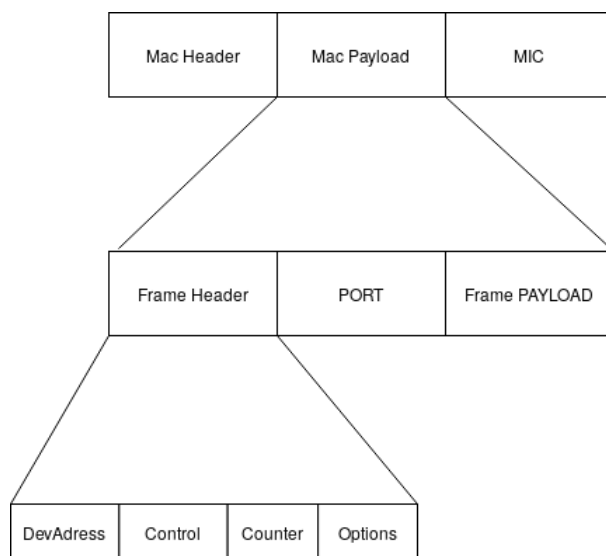 Mac Header
Mac Payload
MIC
Frame Header
PORT
Frame PAYLOAD
DevAdress
Control
Counter
Options